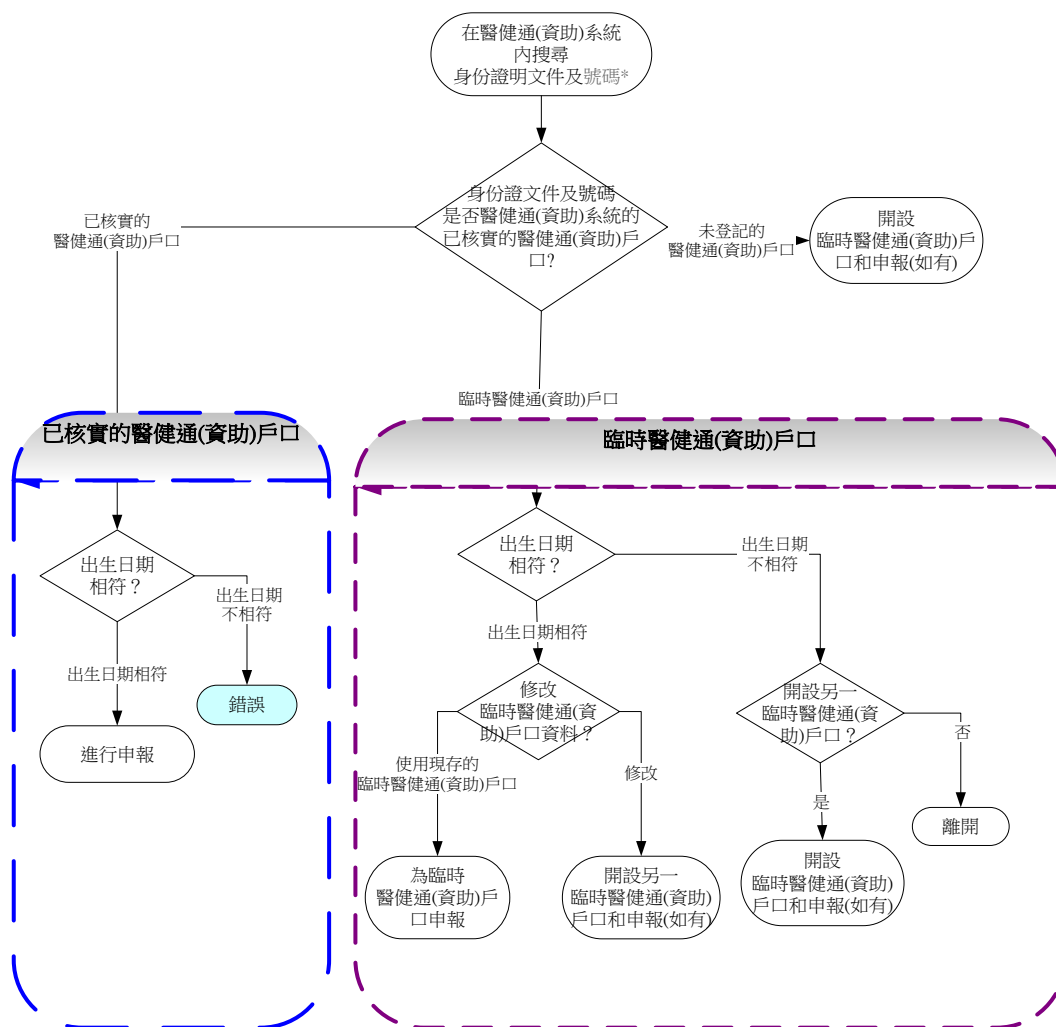 在醫健通(資助)系統
內搜尋
身份證明文件及號碼*
身份證文件及號碼
是否醫健通(資助)系統的
已核實的醫健通(資助)戶
口?
已核實的
醫健通(資助)戶口
未登記的
醫健通(資助)戶口
開設
臨時醫健通(資助)戶
口和申報(如有)
臨時醫健通(資助)戶口
已核實的醫健通(資助)戶口
出生日期
相符？
出生日期
不相符
出生日期相符
錯誤
進行申報
臨時醫健通(資助)戶口
出生日期
相符？
出生日期
不相符
出生日期相符
修改
臨時醫健通(資
助)戶口資料？
使用現存的
臨時醫健通(資助)戶口
修改
為臨時
醫健通(資助)戶
口申報
開設另一
臨時醫健通(資助)
戶口和申報(如有)
開設另一
臨時醫健通(資
助)戶口？
否
是
離開
開設
臨時醫健通(資助)
戶口和申報(如有)